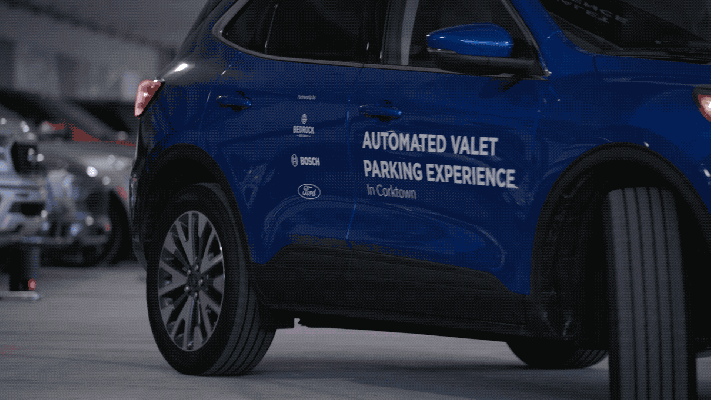 BEDROCK
BOSCH
Ford
AUTOMATED VALET
PARKING EXPERIENCE
In Corktown